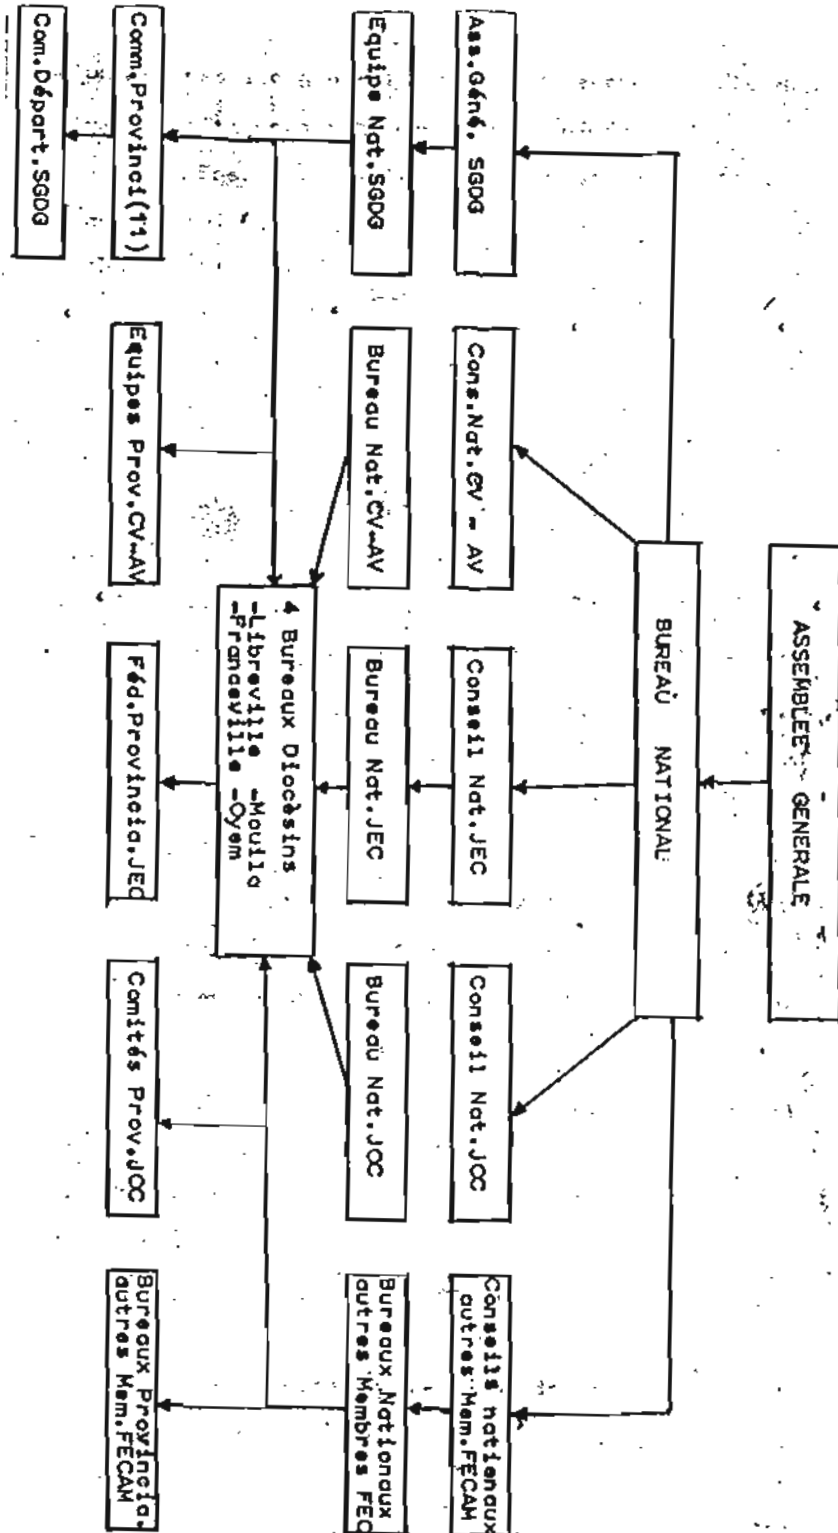 ASSEMBLEE GENERALE
BUREAU NATIONAL
Ass.Géné. SGDG
Cons.Nat.CV - AV
Conseil Nat.JEC
Conseil Nat.JOC
Conseils nationaux
autres Mem.FECAM
Equipe Nat.SGDG
Bureau Nat.CV-AV
Bureau Nat.JEC
Bureau Nat.JOC
Bureaux Nationaux
autres Membres FEC
4 Bureaux Diocèsins
-Libreville -Mouila
-Franceville -Oyem
Comm.Provinci(11)
Equipes Prov.CV-AV
Féd.Provincia.JEC
Comités Prov.JOC
Bureaux Provincia.
autres Mem.FECAM
Com.Départ.SGDG